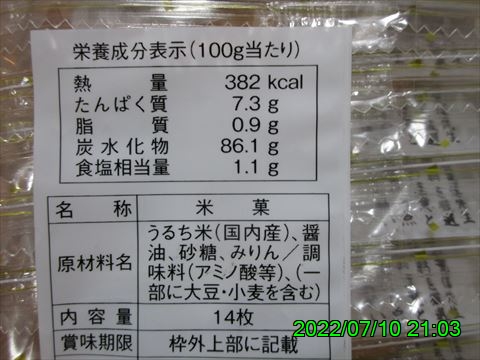 栄養成分表示(100g当たり)
熱量 382 kcal
たんぱく質 7.3 g
脂質 0.9 g
炭水化物 86.1 g
食塩相当量 1.1 g
名称 米菓
原材料名 うるち米(国内産)、醤
油、砂糖、みりん/調
味料(アミノ酸等)、(一
部に大豆・小麦を含む)
内容量 14枚
賞味期限 枠外上部に記載
2022/07/10 21:03